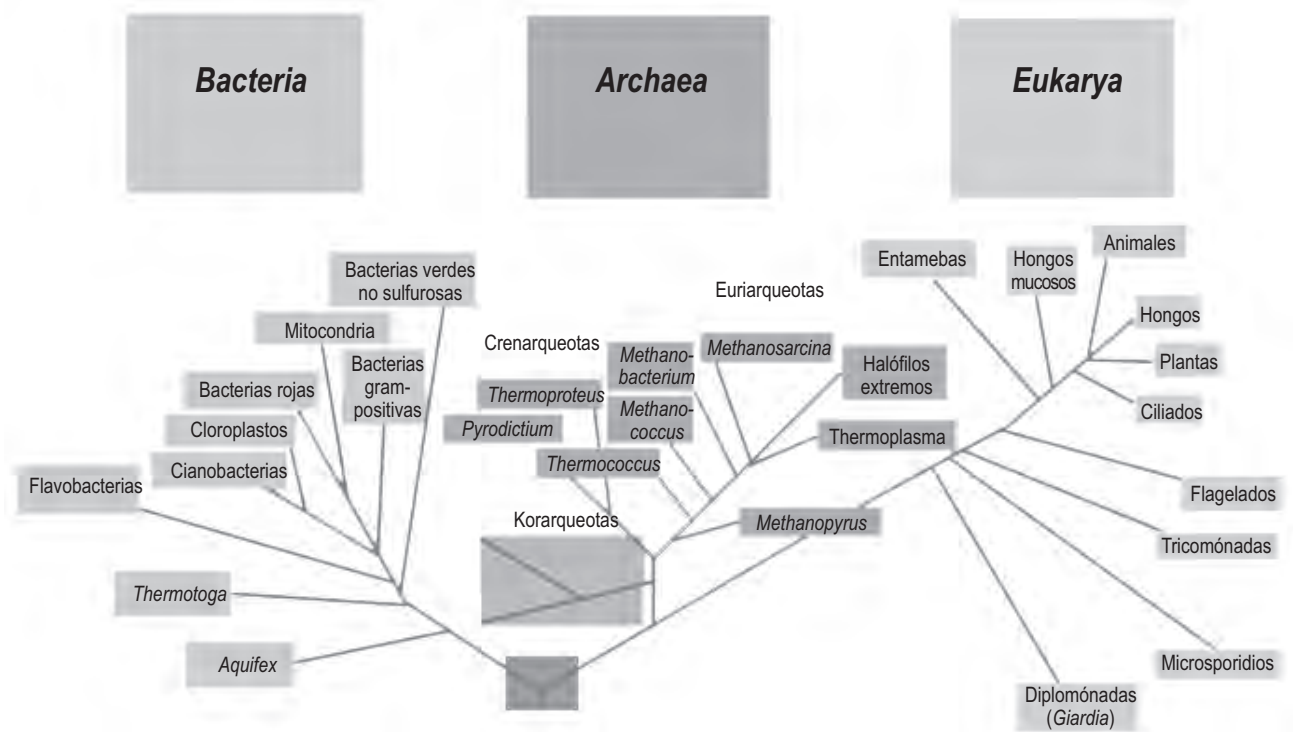 Bacteria
Archaea
Eukarya
Bacterias verdes
no sulfurosas
Mitocondria
Bacterias
gram-
positivas
Bacterias rojas
Cloroplastos
Cianobacterias
Flavobacterias
Thermotoga
Aquifex
Crenarqueotas
Euriarqueotas
Thermoproteus
Pyrodictium
Methano-
bacterium
Methanosarcina
Methano-
coccus
Halófilos
extremos
Thermococcus
Thermoplasma
Korarqueotas
Methanopyrus
Entamebas
Hongos
mucosos
Animales
Hongos
Plantas
Ciliados
Flagelados
Tricomónadas
Microsporidios
Diplomónadas
(Giardia)